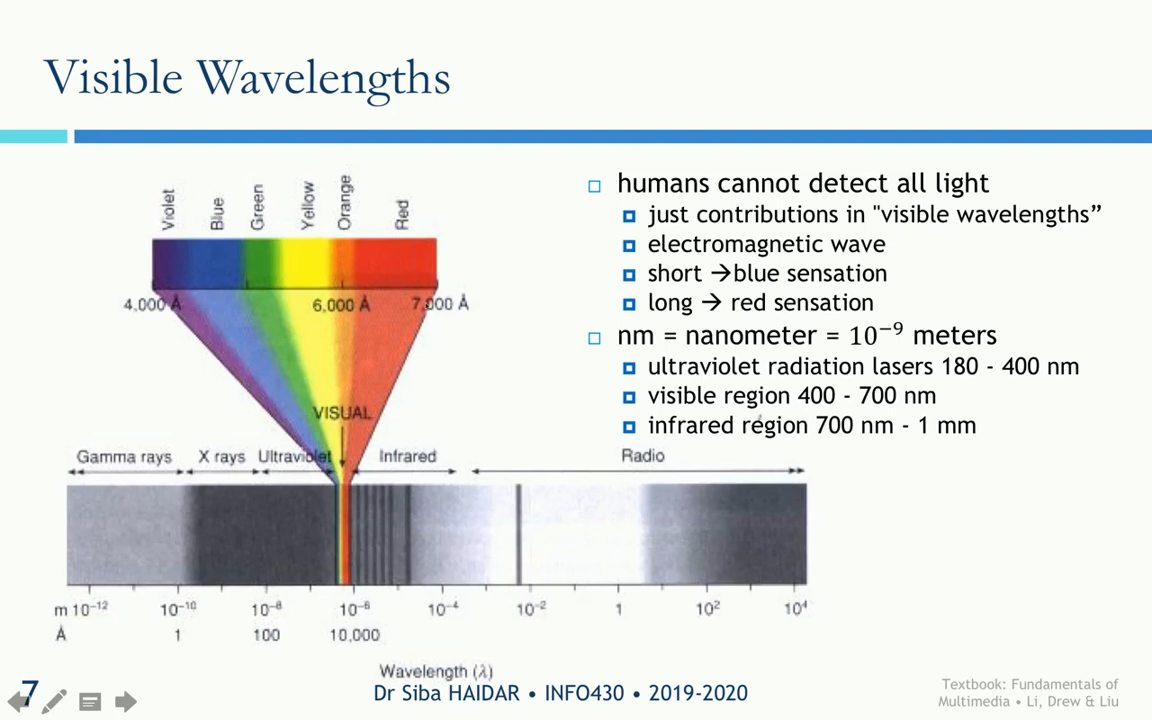 Visible Wavelengths
Violet
Blue
Green
Yellow
Orange
Red
4,000 Å
6,000 Å
7,000 Å
VISUAL
Gamma rays
X rays
Ultraviolet
Infrared
Radio
m 10⁻¹² 10⁻¹⁰ 10⁻⁸ 10⁻⁶ 10⁻⁴ 10⁻² 1 10² 10⁴
Å 1 100 10,000
Wavelength (λ)
humans cannot detect all light
just contributions in "visible wavelengths”
electromagnetic wave
short →blue sensation
long → red sensation
nm = nanometer = 10⁻⁹ meters
ultraviolet radiation lasers 180 - 400 nm
visible region 400 - 700 nm
infrared region 700 nm - 1 mm
7
Dr Siba HAIDAR • INFO430 • 2019-2020
Textbook: Fundamentals of
Multimedia • Li, Drew & Liu